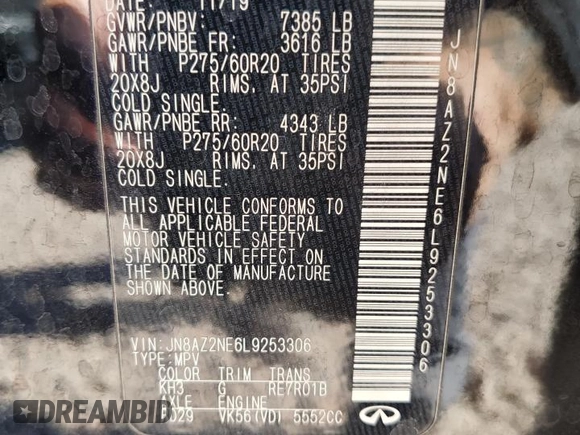 DATE: 11/19
GVWR/PNBV: 7385 LB
GAWR/PNBE FR: 3616 LB
WITH P275/60R20 TIRES
20X8J RIMS, AT 35PSI
COLD SINGLE.
GAWR/PNBE RR: 4343 LB
WITH P275/60R20 TIRES
20X8J RIMS, AT 35PSI
COLD SINGLE.
THIS VEHICLE CONFORMS TO
ALL APPLICABLE FEDERAL
MOTOR VEHICLE SAFETY
STANDARDS IN EFFECT ON
THE DATE OF MANUFACTURE
SHOWN ABOVE.
VIN: JN8AZ2NE6L9253306
TYPE: MPV
COLOR TRIM TRANS
KH3 G RE7R01B
AXLE ENGINE
FD29 VK56(VD) 5552CC
JN8AZ2NE6L9253306
DREAMBID